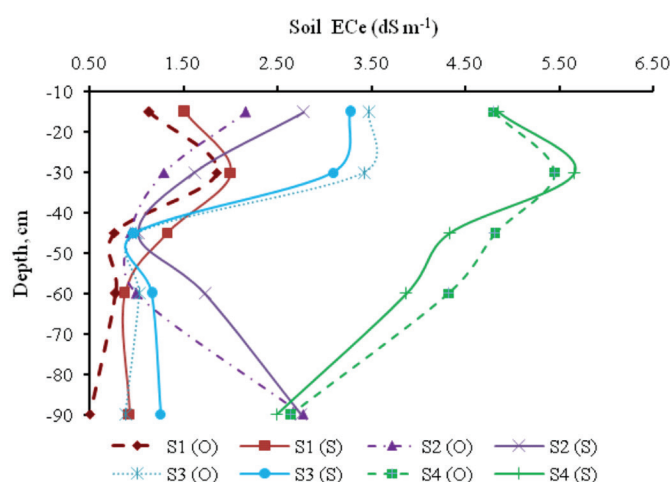 Soil ECe (dS m-1)
0.50 1.50 2.50 3.50 4.50 5.50 6.50
-10
-20
-30
-40
-50
-60
-70
-80
-90
Depth, cm
S1 (O) S1 (S) S2 (O) S2 (S)
S3 (O) S3 (S) S4 (O) S4 (S)